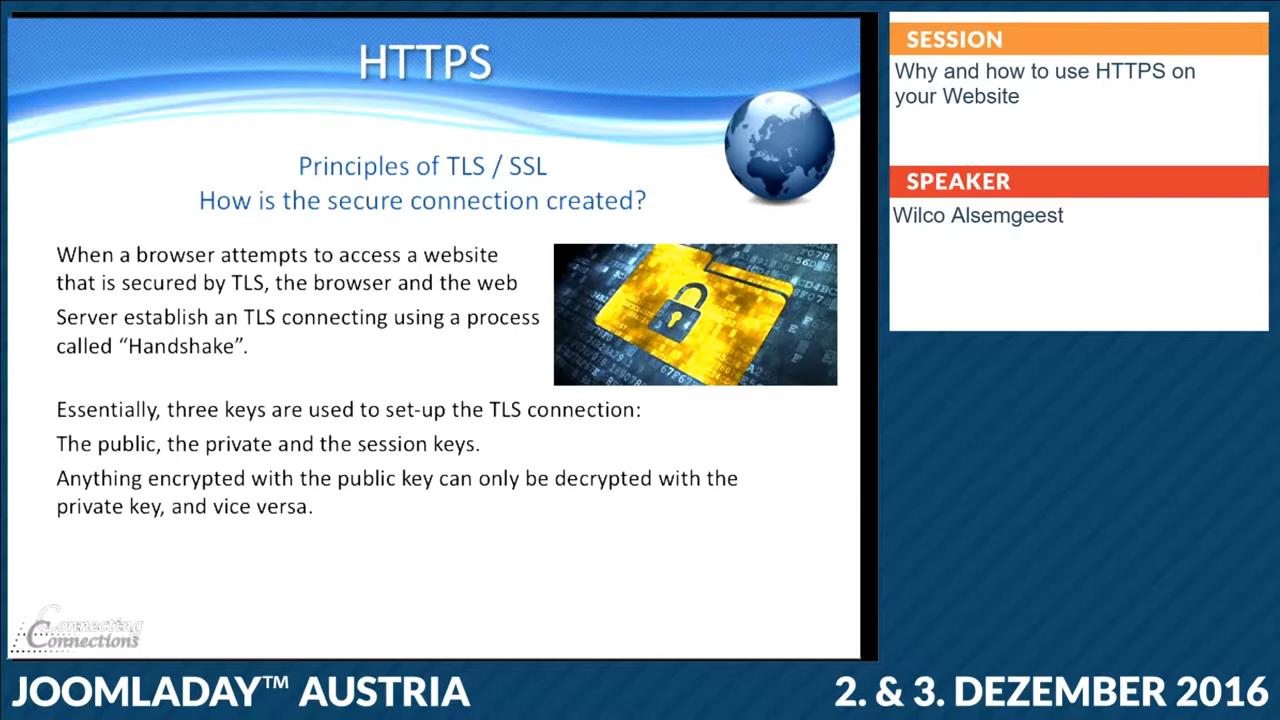 HTTPS
Principles of TLS / SSL
How is the secure connection created?
When a browser attempts to access a website
that is secured by TLS, the browser and the web
Server establish an TLS connecting using a process
called “Handshake”.
Essentially, three keys are used to set-up the TLS connection:
The public, the private and the session keys.
Anything encrypted with the public key can only be decrypted with the
private key, and vice versa.
Connecting
Connections
SESSION
Why and how to use HTTPS on
your Website
SPEAKER
Wilco Alsemgeest
JOOMLADAY™ AUSTRIA
2. & 3. DEZEMBER 2016